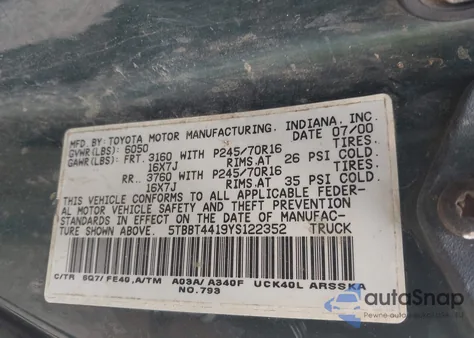 MFD. BY: TOYOTA MOTOR MANUFACTURING, INDIANA, INC.
GVWR(LBS): 6050 DATE 07/00
GAWR(LBS): FRT. 3160 WITH P245/70R16 TIRES.
16X7J RIMS.AT 26 PSI COLD.
RR. 3760 WITH P245/70R16 TIRES.
16X7J RIMS.AT 35 PSI COLD.
THIS VEHICLE CONFORMS TO ALL APPLICABLE FEDER-
AL MOTOR VEHICLE SAFETY AND BUMPER
STANDARDS IN EFFECT ON THE DATE OF MANUFAC-
TURE SHOWN ABOVE. 5TBBT4419YS122352 TRUCK
C/TR 6Q7/ FE40,A/TM A03A/ A340F UCK40L ARSSKA
NO.793
autoSnap